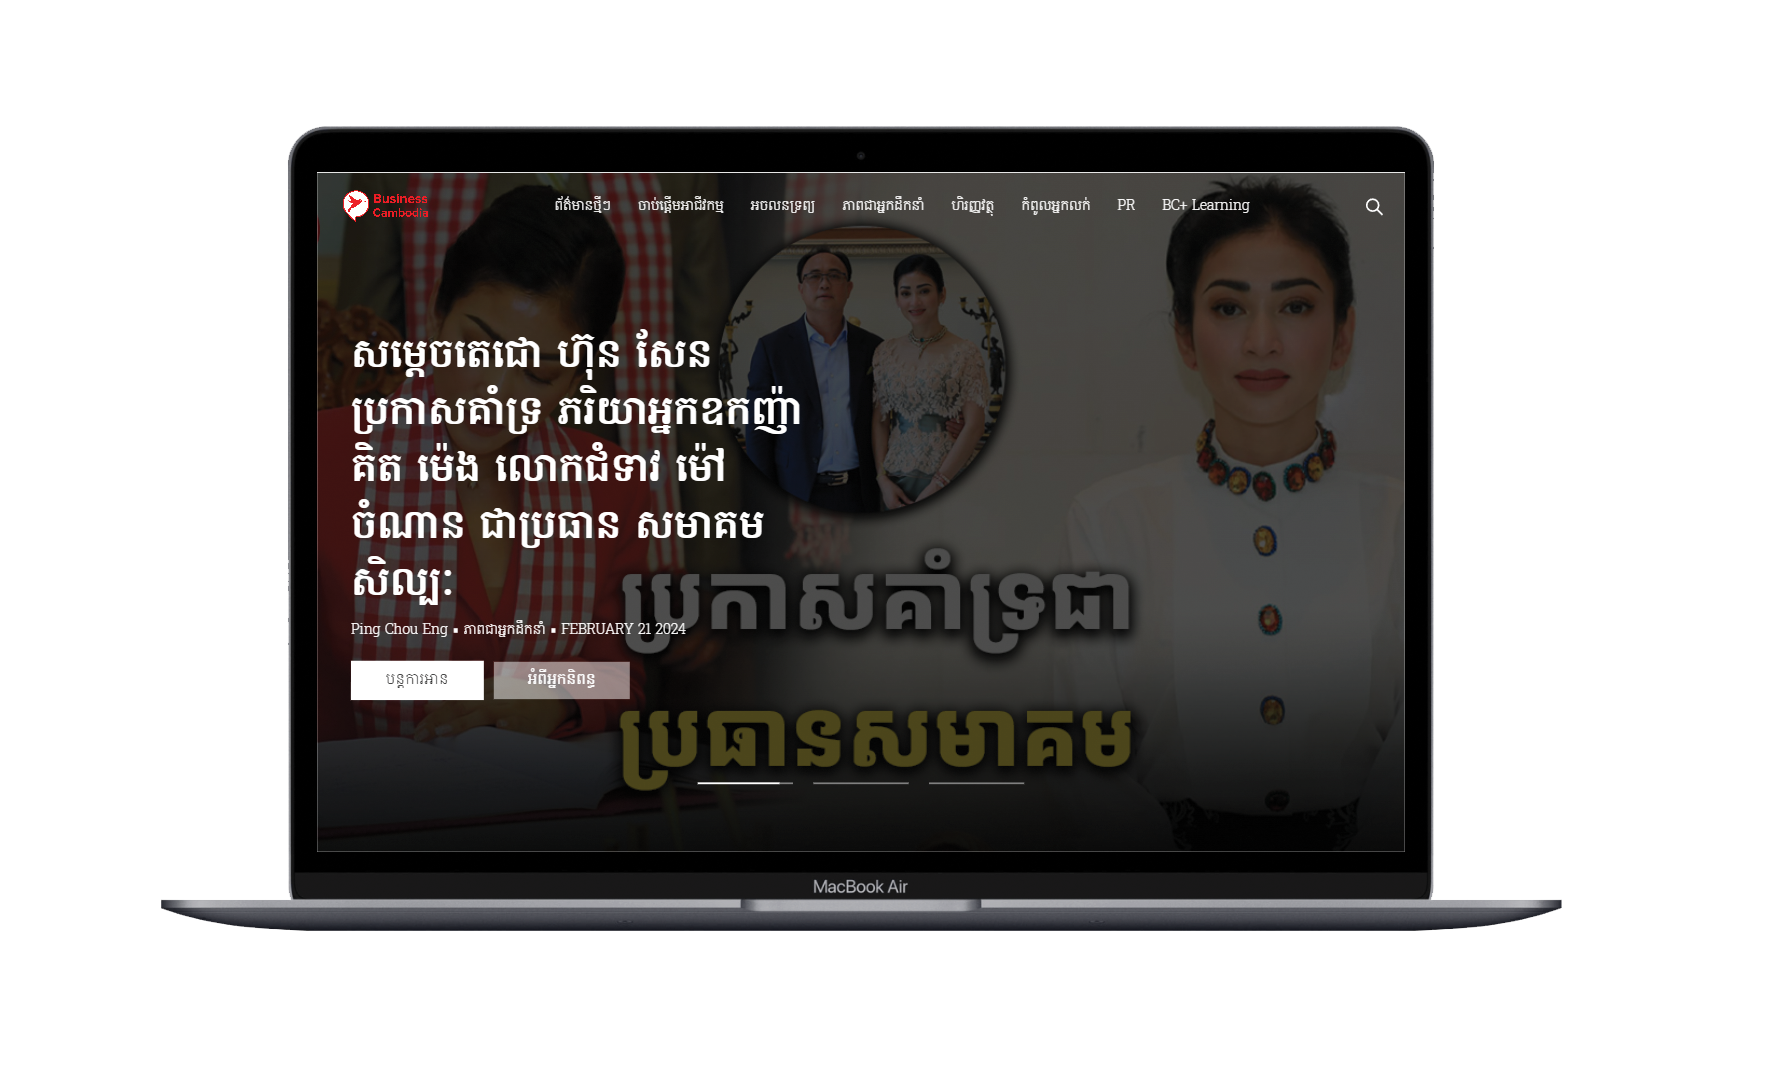 Business
Cambodia
ព័ត៌មានថ្មីៗ ចាប់ផ្តើមអាជីវកម្ម អចលនទ្រព្យ ភាពជាអ្នកដឹកនាំ ហិរញ្ញវត្ថុ កំពូលអ្នកលក់ PR BC+ Learning
សម្តេចតេជោ ហ៊ុន សែន
ប្រកាសគាំទ្រ ភរិយាអ្នកឧកញ៉ា
គិត ម៉េង លោកជំទាវ ម៉ៅ
ចំណាន ជាប្រធាន សមាគម
សិល្បៈ
Ping Chou Eng ▪ ភាពជាអ្នកដឹកនាំ ▪ FEBRUARY 21 2024
បន្តការអាន អំពីអ្នកនិពន្ធ
ប្រកាសគាំទ្រជា
ប្រធានសមាគម
MacBook Air